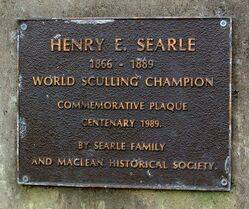 HENRY E. SEARLE
1866 - 1889
WORLD SCULLING CHAMPION
COMMEMORATIVE PLAQUE
CENTENARY 1989.
BY SEARLE FAMILY
AND MACLEAN HISTORICAL SOCIETY.